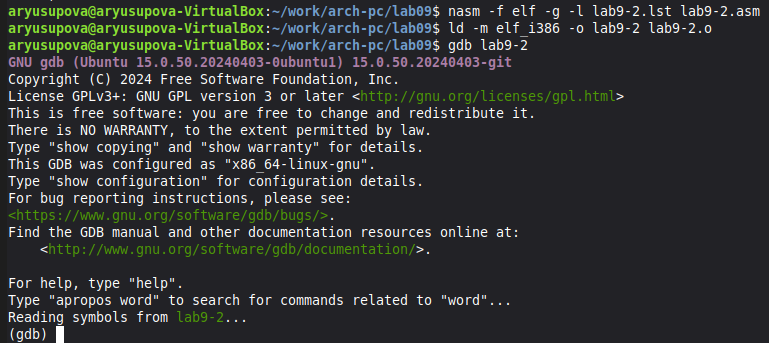 aryusupova@aryusupova-VirtualBox:~/work/arch-pc/lab09$ nasm -f elf -g -l lab9-2.lst lab9-2.asm
aryusupova@aryusupova-VirtualBox:~/work/arch-pc/lab09$ ld -m elf_i386 -o lab9-2 lab9-2.o
aryusupova@aryusupova-VirtualBox:~/work/arch-pc/lab09$ gdb lab9-2
GNU gdb (Ubuntu 15.0.50.20240403-0ubuntu1) 15.0.50.20240403-git
Copyright (C) 2024 Free Software Foundation, Inc.
License GPLv3+: GNU GPL version 3 or later <http://gnu.org/licenses/gpl.html>
This is free software: you are free to change and redistribute it.
There is NO WARRANTY, to the extent permitted by law.
Type "show copying" and "show warranty" for details.
This GDB was configured as "x86_64-linux-gnu".
Type "show configuration" for configuration details.
For bug reporting instructions, please see:
<https://www.gnu.org/software/gdb/bugs/>.
Find the GDB manual and other documentation resources online at:
    <http://www.gnu.org/software/gdb/documentation/>.

For help, type "help".
Type "apropos word" to search for commands related to "word"...
Reading symbols from lab9-2...
(gdb)